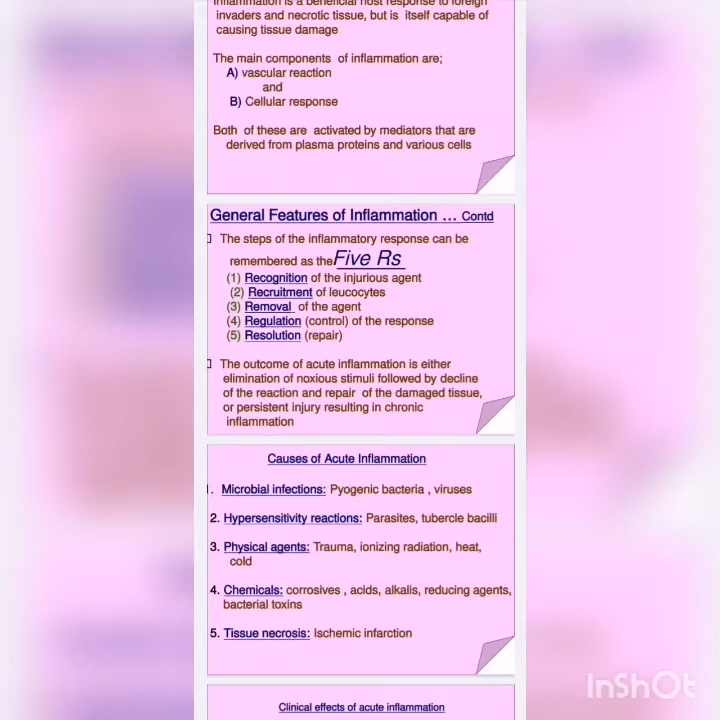 inflammation is a beneficial host response to foreign
invaders and necrotic tissue, but is itself capable of
causing tissue damage
The main components of inflammation are;
A) vascular reaction
and
B) Cellular response
Both of these are activated by mediators that are
derived from plasma proteins and various cells
General Features of Inflammation ... Contd
The steps of the inflammatory response can be
remembered as the Five Rs
(1) Recognition of the injurious agent
(2) Recruitment of leucocytes
(3) Removal of the agent
(4) Regulation (control) of the response
(5) Resolution (repair)
The outcome of acute inflammation is either
elimination of noxious stimuli followed by decline
of the reaction and repair of the damaged tissue,
or persistent injury resulting in chronic
inflammation
Causes of Acute Inflammation
1. Microbial infections: Pyogenic bacteria , viruses
2. Hypersensitivity reactions: Parasites, tubercle bacilli
3. Physical agents: Trauma, ionizing radiation, heat,
cold
4. Chemicals: corrosives , acids, alkalis, reducing agents,
bacterial toxins
5. Tissue necrosis: Ischemic infarction
Clinical effects of acute inflammation
InShOt